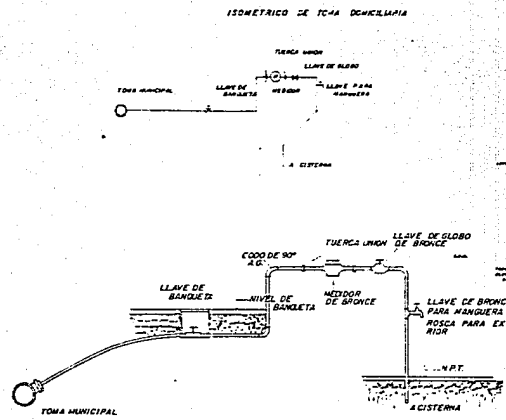 ISOMETRICO DE TOMA DOMICILIARIA
TUERCA UNION
LLAVE DE GLOBO
TOMA MUNICIPAL
LLAVE DE
BANQUETA
MEDIDOR
LLAVE PARA
MANGUERA
A CISTERNA
LLAVE DE GLOBO
DE BRONCE
TUERCA UNION
CODO DE 90°
A.G.
LLAVE DE
BANQUETA
NIVEL DE
BANQUETA
MEDIDOR
DE BRONCE
LLAVE DE BRONC
PARA MANGUERA
ROSCA PARA EX
RIOR
N.P.T.
TOMA MUNICIPAL
A CISTERNA